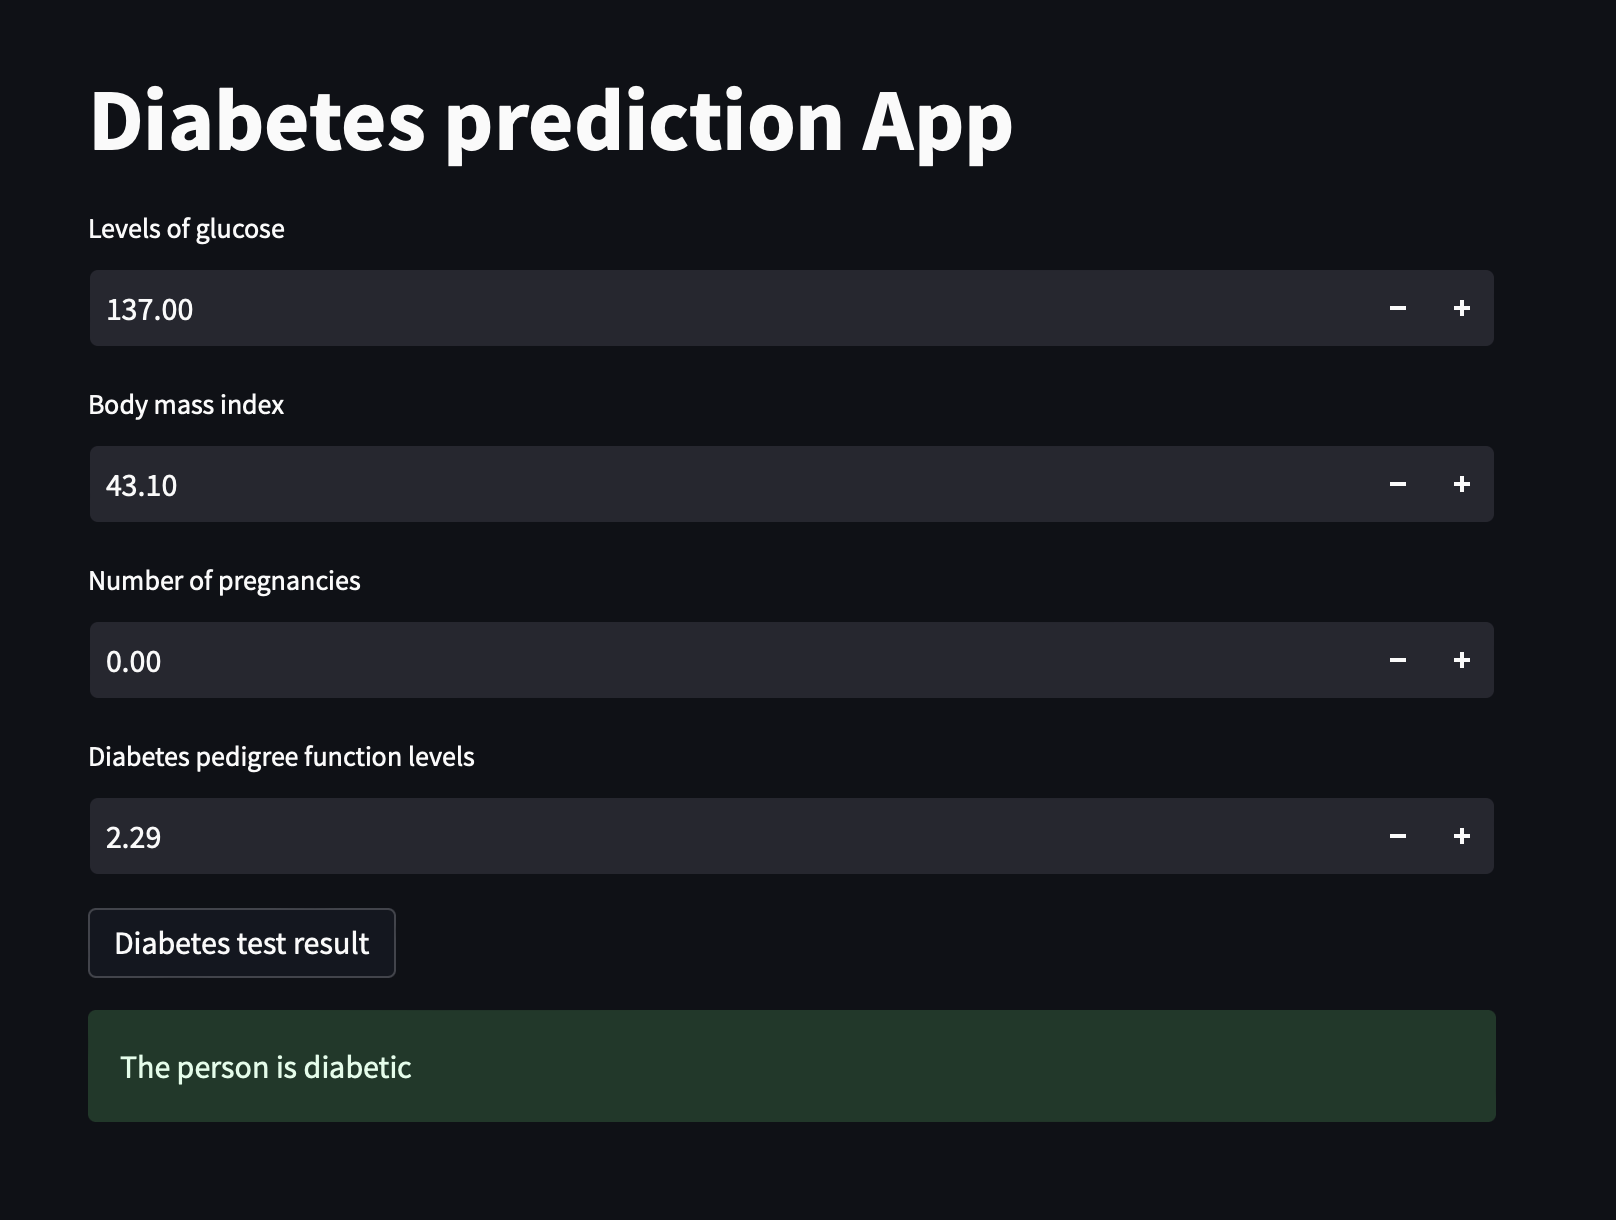 Diabetes prediction App
Levels of glucose
137.00
Body mass index
43.10
Number of pregnancies
0.00
Diabetes pedigree function levels
2.29
Diabetes test result
The person is diabetic